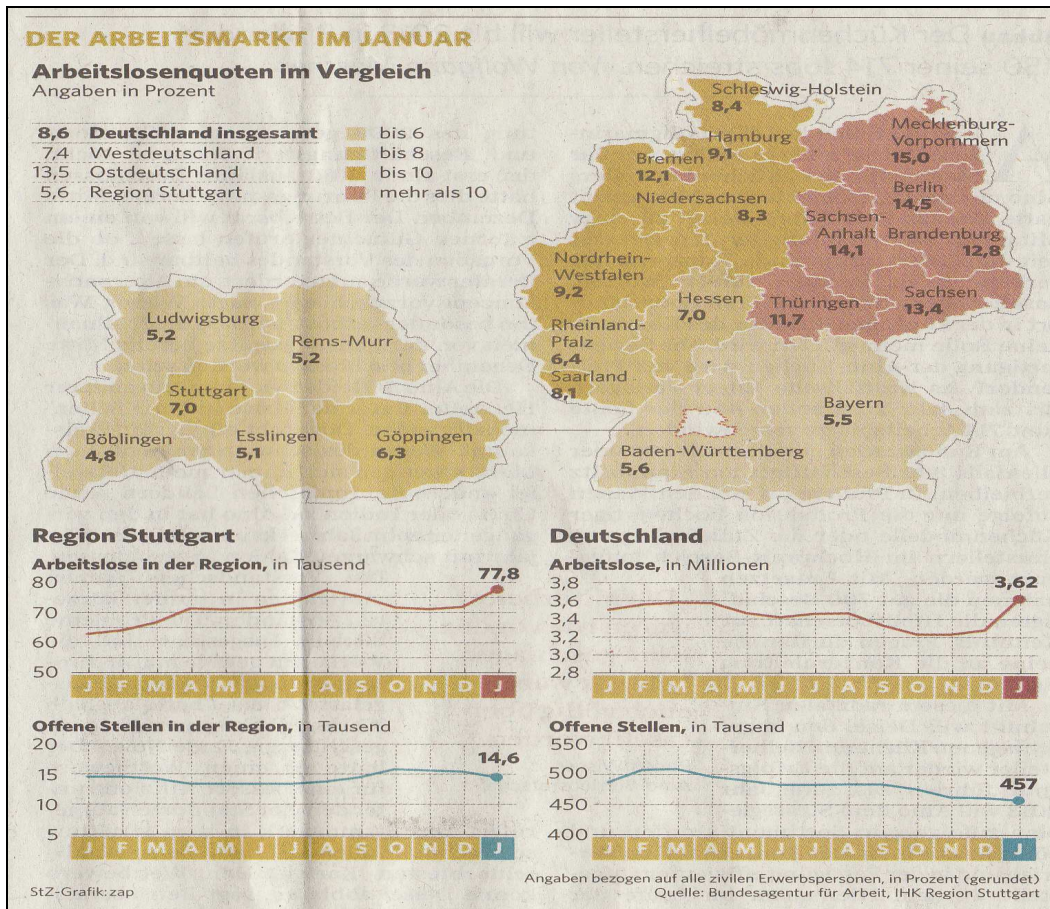 DER ARBEITSMARKT IM JANUAR
Arbeitslosenquoten im Vergleich
Angaben in Prozent
8,6 Deutschland insgesamt
7,4 Westdeutschland
13,5 Ostdeutschland
5,6 Region Stuttgart
bis 6
bis 8
bis 10
mehr als 10
Ludwigsburg
5,2
Rems-Murr
5,2
Stuttgart
7,0
Böblingen
4,8
Esslingen
5,1
Göppingen
6,3
Schleswig-Holstein
8,4
Hamburg
9,1
Mecklenburg-
Vorpommern
15,0
Bremen
12,1
Niedersachsen
8,3
Berlin
14,5
Sachsen-
Anhalt
14,1
Brandenburg
12,8
Nordrhein-
Westfalen
9,2
Hessen
7,0
Thüringen
11,7
Sachsen
13,4
Rheinland-
Pfalz
6,4
Saarland
8,1
Bayern
5,5
Baden-Württemberg
5,6
Region Stuttgart
Arbeitslose in der Region, in Tausend
80
70
60
50
77,8
J F M A M J J A S O N D J
Offene Stellen in der Region, in Tausend
20
15
10
5
14,6
J F M A M J J A S O N D J
Deutschland
Arbeitslose, in Millionen
3,8
3,6
3,4
3,2
3,0
2,8
3,62
J F M A M J J A S O N D J
Offene Stellen, in Tausend
550
500
450
400
457
J F M A M J J A S O N D J
StZ-Grafik: zap
Angaben bezogen auf alle zivilen Erwerbspersonen, in Prozent (gerundet)
Quelle: Bundesagentur für Arbeit, IHK Region Stuttgart